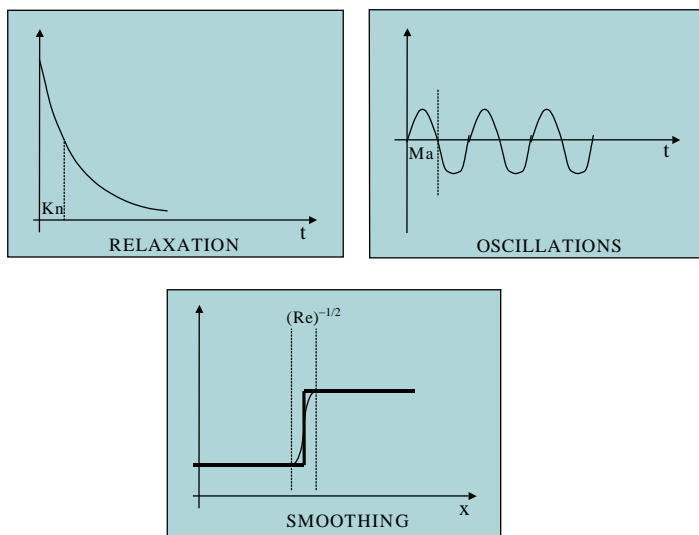 Kn
t
RELAXATION
Ma
t
OSCILLATIONS
(Re)^{-1/2}
x
SMOOTHING